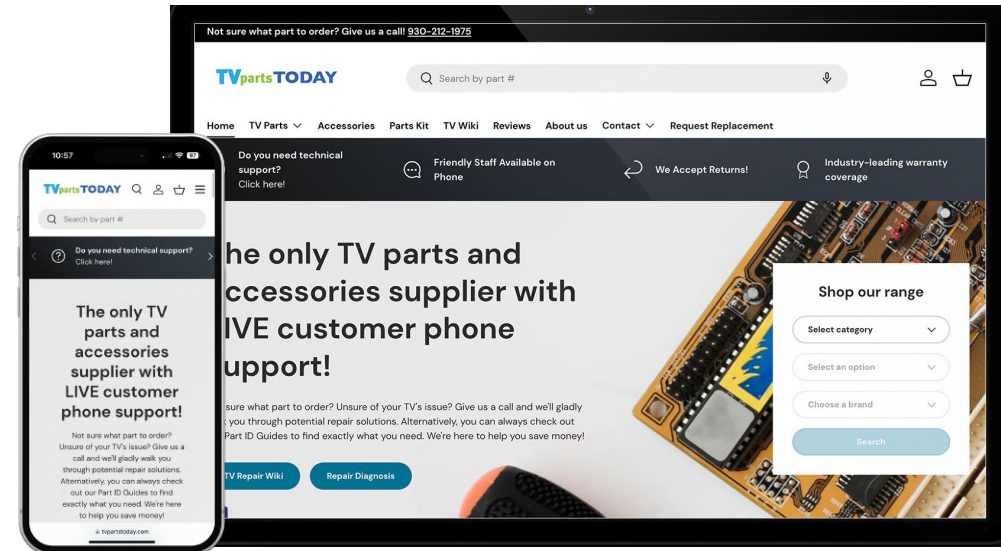 Not sure what part to order? Give us a call! 930-212-1975
TVpartsTODAY
Search by part #
Home TV Parts Accessories Parts Kit TV Wiki Reviews About us Contact Request Replacement
Do you need technical
support?
Click here!
Friendly Staff Available on
Phone
We Accept Returns!
Industry-leading warranty
coverage
he only TV parts and
ccessories supplier with
IVE customer phone
upport!
sure what part to order? Unsure of your TV's issue? Give us a call and we'll gladly
you through potential repair solutions. Alternatively, you can always check out
Part ID Guides to find exactly what you need. We're here to help you save money!
TV Repair Wiki
Repair Diagnosis
Shop our range
Select category
Select an option
Choose a brand
Search
10:57
97
TVpartsTODAY
Search by part #
Do you need technical support?
Click here!
The only TV
parts and
accessories
supplier with
LIVE customer
phone support!
Not sure what part to order?
Unsure of your TV's issue? Give us a
call and we'll gladly walk you
through potential repair solutions.
Alternatively, you can always check
out our Part ID Guides to find
exactly what you need. We're here
to help you save money!
tvpartstoday.com